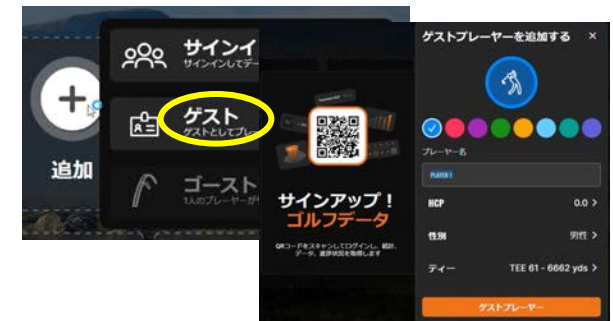 追加
サインイ
サインインしてデー
ゲスト
ゲストとしてプレー
ゴースト
1人のプレーヤーが
サインアップ！
ゴルフデータ
QRコードをスキャンしてログインし、統計、
データ、進捗状況を取得します
ゲストプレーヤーを追加する ×
プレーヤー名
PLAYER 1
HCP 0.0 >
性別 男性 >
ティー TEE 61 - 6662 yds >
ゲストプレーヤー